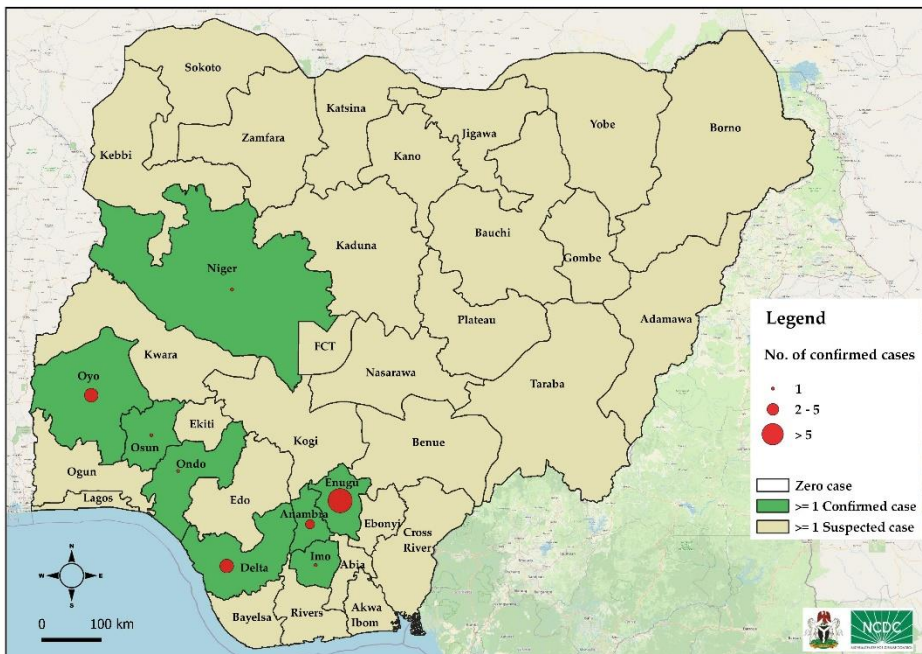 Sokoto
Katsina
Yobe
Borno
Jigawa
Zamfara
Kano
Kebbi
Kaduna
Bauchi
Gombe
Niger
Adamawa
Plateau
FCT
Kwara
Nasarawa
Taraba
Oyo
Ekiti
Osun
Kogi
Benue
Ondo
Ogun
Enugu
Lagos
Edo
Anambra
Ebonyi
Cross
River
Imo
Abia
Delta
Bayelsa
Rivers
Akwa
Ibom
Legend
No. of confirmed cases
1
2 - 5
> 5
Zero case
>= 1 Confirmed case
>= 1 Suspected case
N
W
E
S
0
100 km
NCDC